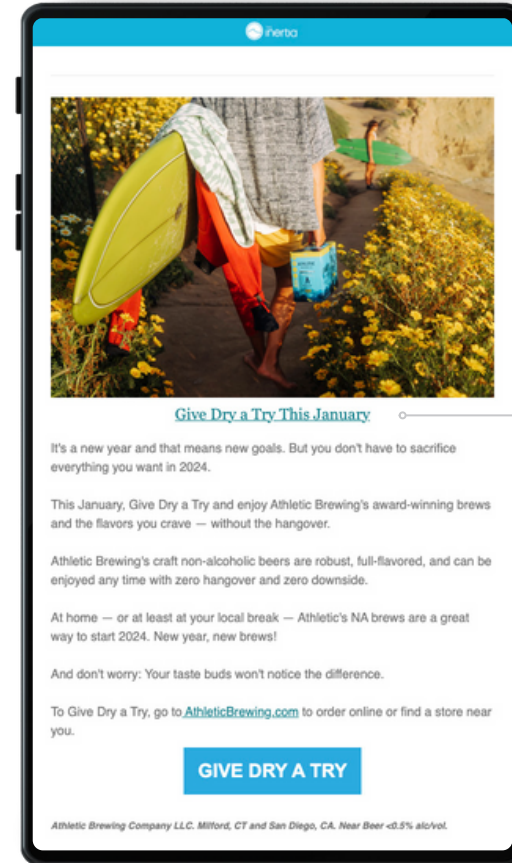 the inertia
Give Dry a Try This January
It's a new year and that means new goals. But you don't have to sacrifice
everything you want in 2024.
This January, Give Dry a Try and enjoy Athletic Brewing's award-winning brews
and the flavors you crave — without the hangover.
Athletic Brewing's craft non-alcoholic beers are robust, full-flavored, and can be
enjoyed any time with zero hangover and zero downside.
At home — or at least at your local break — Athletic's NA brews are a great
way to start 2024. New year, new brews!
And don't worry: Your taste buds won't notice the difference.
To Give Dry a Try, go to AthleticBrewing.com to order online or find a store near
you.
GIVE DRY A TRY
Athletic Brewing Company LLC. Milford, CT and San Diego, CA. Near Beer <0.5% alc/vol.